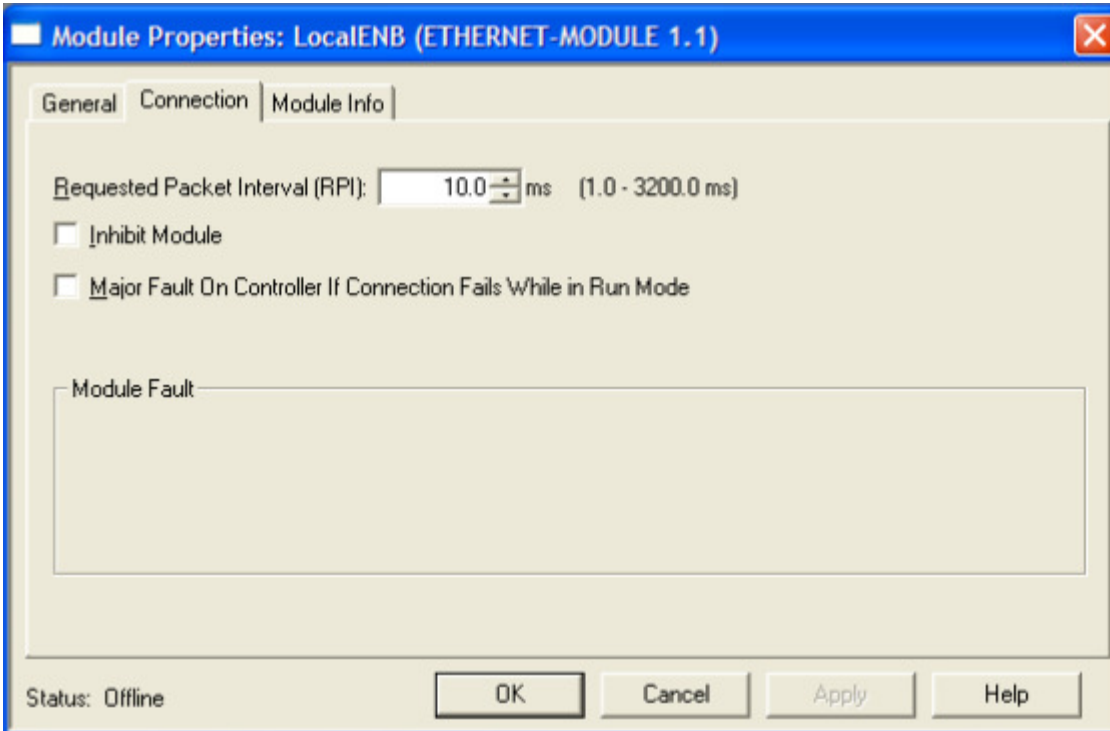 Module Properties: LocalENB (ETHERNET-MODULE 1.1)
General Connection Module Info
Requested Packet Interval (RPI): 10.0 ms (1.0 - 3200.0 ms)
Inhibit Module
Major Fault On Controller If Connection Fails While in Run Mode
Module Fault
Status: Offline OK Cancel Apply Help